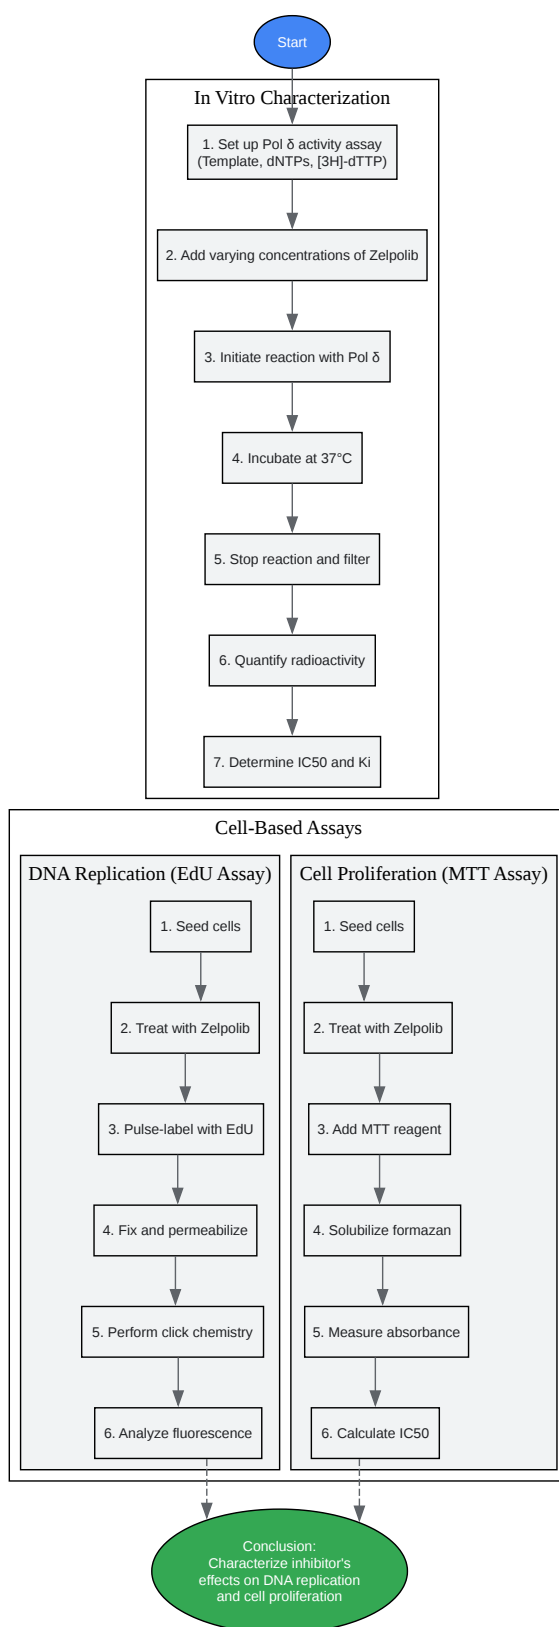 Start
In Vitro Characterization
1. Set up Pol δ activity assay
(Template, dNTPs, [3H]-dTTP)
2. Add varying concentrations of Zelpolib
3. Initiate reaction with Pol δ
4. Incubate at 37°C
5. Stop reaction and filter
6. Quantify radioactivity
7. Determine IC50 and Ki
Cell-Based Assays
DNA Replication (EdU Assay)
1. Seed cells
2. Treat with Zelpolib
3. Pulse-label with EdU
4. Fix and permeabilize
5. Perform click chemistry
6. Analyze fluorescence
Cell Proliferation (MTT Assay)
1. Seed cells
2. Treat with Zelpolib
3. Add MTT reagent
4. Solubilize formazan
5. Measure absorbance
6. Calculate IC50
Conclusion:
Characterize inhibitor's
effects on DNA replication
and cell proliferation